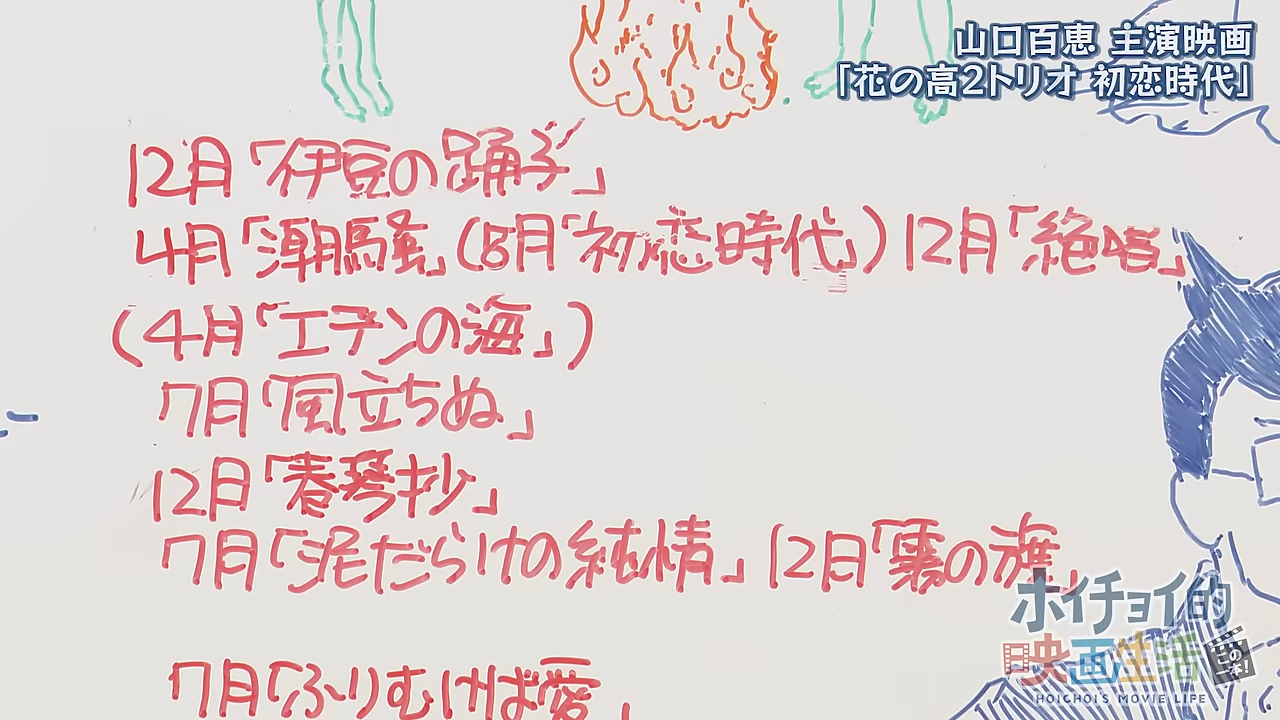 山口百恵 主演映画
「花の高2トリオ 初恋時代」
12月「伊豆の踊子」
4月「潮騒」(8月「初恋時代」) 12月「絶唱」
(4月「エデンの海」)
7月「風立ちぬ」
12月「春琴抄」
7月「泥だらけの純情」 12月「霧の旗」
7月「ふりむけば愛」
ホイチョイ的
映画生活
この1本!
HOICHOI'S MOVIE LIFE